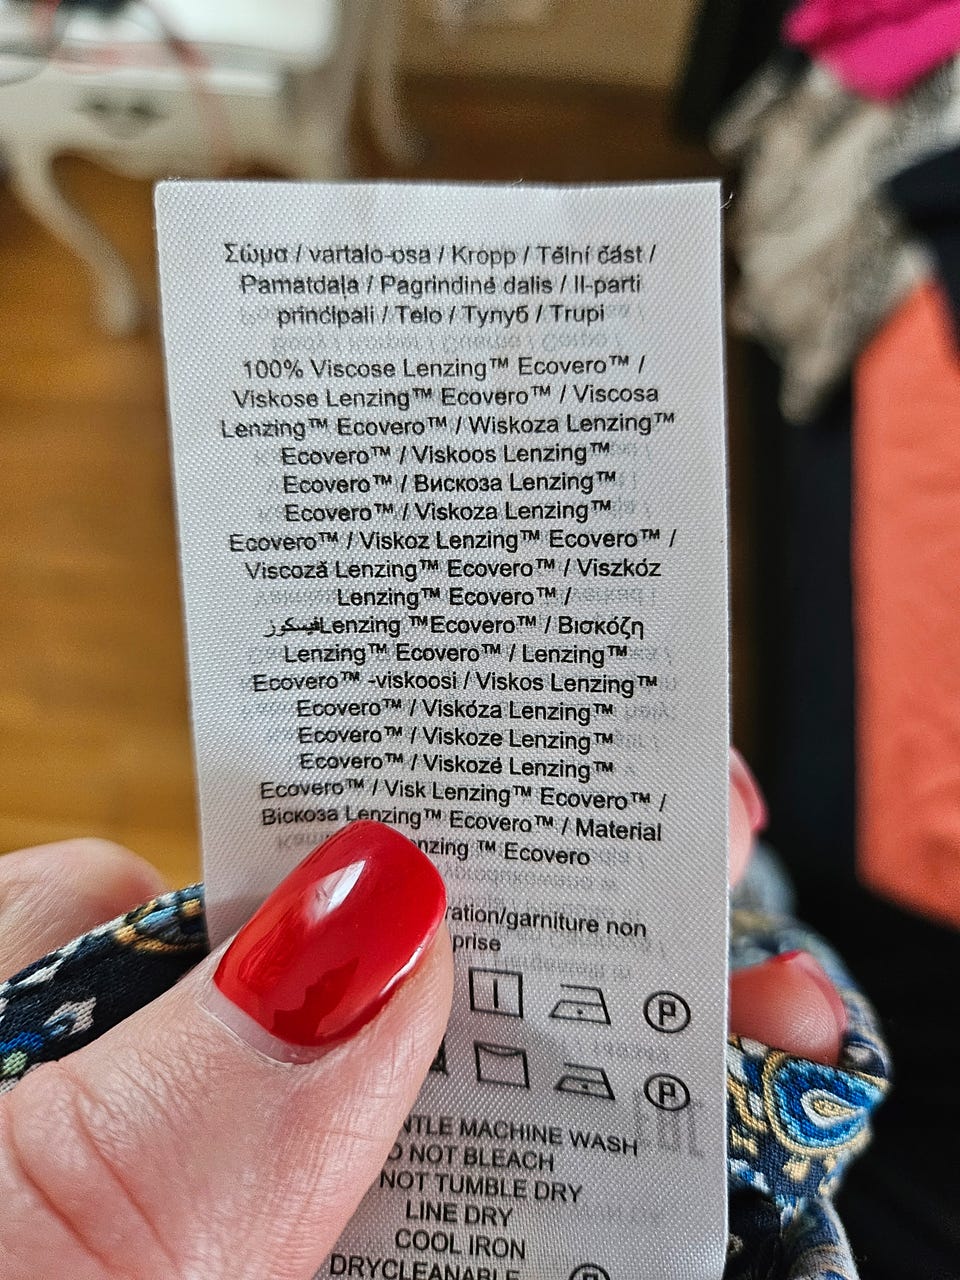 Σώμα / vartalo-osa / Kropp / Tělní část /
Pamatdaļa / Pagrindinė dalis / Il-parti
prinċipali / Telo / Тулуб / Trupi
100% Viscose Lenzing™ Ecovero™ /
Viskose Lenzing™ Ecovero™ / Viscosa
Lenzing™ Ecovero™ / Wiskoza Lenzing™
Ecovero™ / Viskoos Lenzing™
Ecovero™ / Вискоза Lenzing™
Ecovero™ / Viskoza Lenzing™
Ecovero™ / Viskoz Lenzing™ Ecovero™ /
Viscoză Lenzing™ Ecovero™ / Viszkóz
Lenzing™ Ecovero™ /
فيسكوزLenzing ™Ecovero™ / Βισκόζη
Lenzing™ Ecovero™ / Lenzing™
Ecovero™ -viskoosi / Viskos Lenzing™
Ecovero™ / Viskóza Lenzing™
Ecovero™ / Viskoze Lenzing™
Ecovero™ / Viskozė Lenzing™
Ecovero™ / Visk Lenzing™ Ecovero™ /
Віскоза Lenzing™ Ecovero™ / Material
nzing ™ Ecovero
ration/garniture non
prise
P
P
NTLE MACHINE WASH
NOT BLEACH
NOT TUMBLE DRY
LINE DRY
COOL IRON
DRYCLEANABLE P